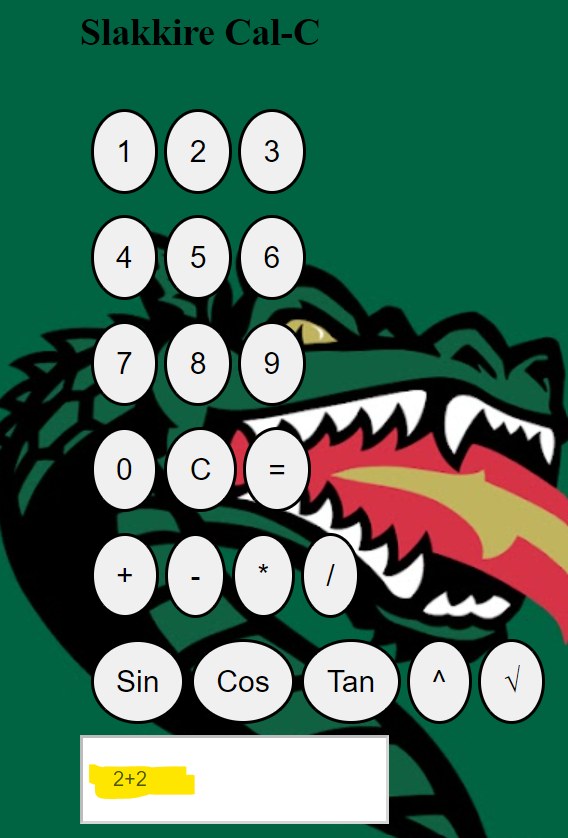 Slakkire Cal-C
1 2 3
4 5 6
7 8 9
0 C =
+ - * /
Sin Cos Tan ^ √
2+2